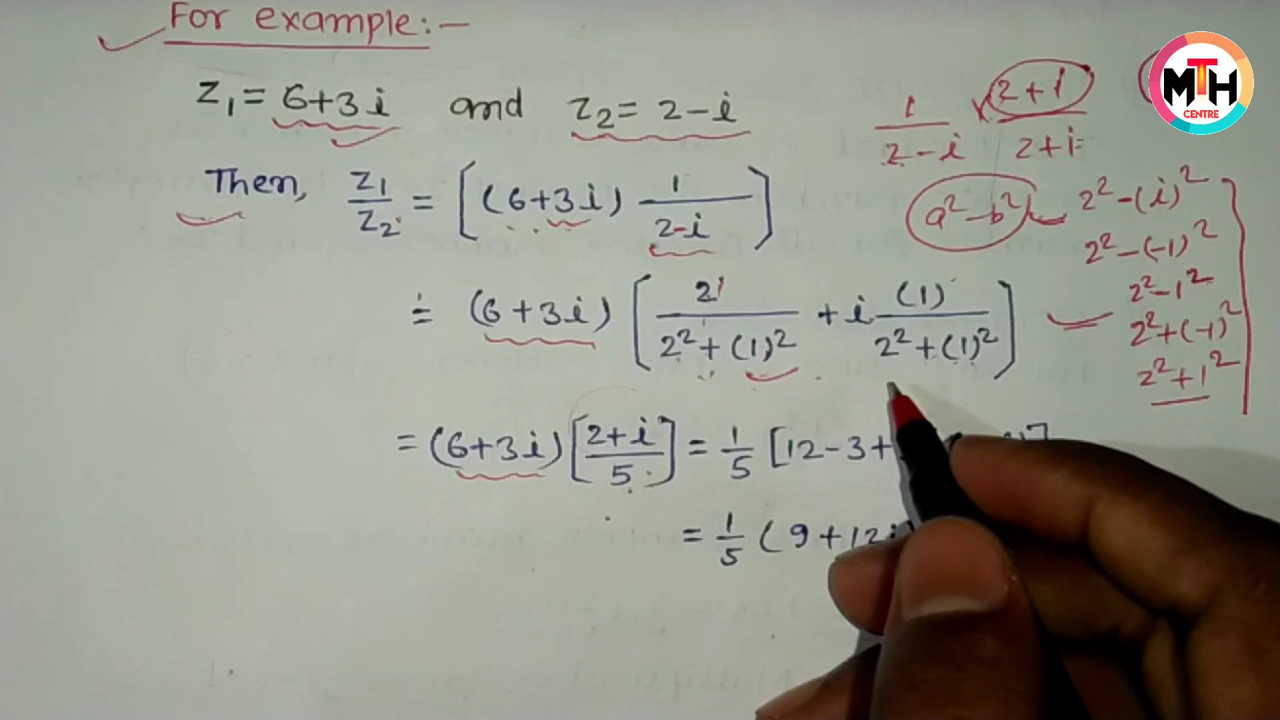 For example:-
z₁ = 6+3i and z₂ = 2-i
Then, z₁/z₂ = [(6+3i) 1/(2-i)]
= (6+3i) [2/(2²+(1)²) + i (1)/(2²+(1)²)]
= (6+3i) [(2+i)/5] = 1/5 [12-3+
= 1/5 (9+12i)
1/(2-i) × (2+i)/(2+i)
a²-b² 2²-(i)²
2²-(-1)²
2²-1²
2²+(-1)²
2²+1²
MTH
CENTRE